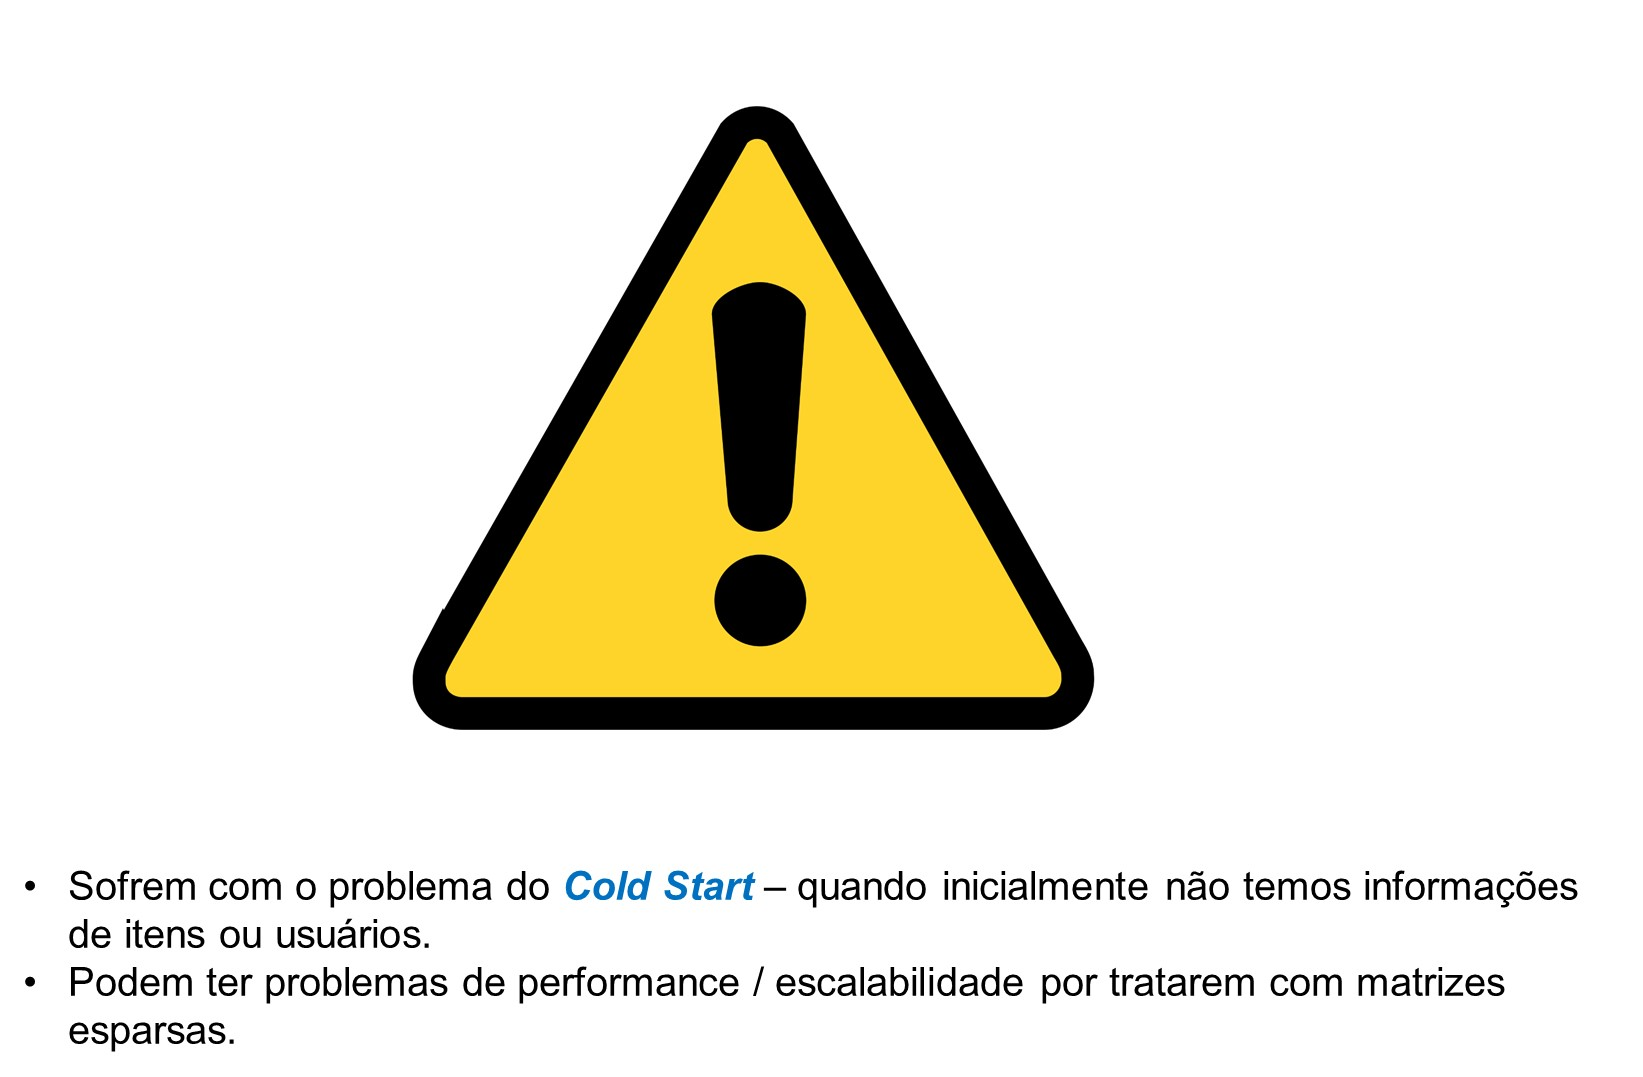 • Sofrem com o problema do Cold Start – quando inicialmente não temos informações
de itens ou usuários.
• Podem ter problemas de performance / escalabilidade por tratarem com matrizes
esparsas.